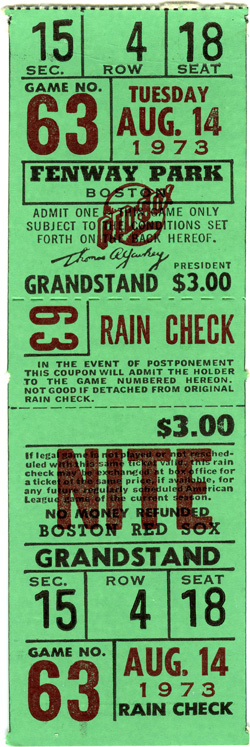 15 4 18
SEC. ROW SEAT
GAME NO. TUESDAY
63 AUG. 14
1973
FENWAY PARK
BOSTON
ADMIT ONE THIS GAME ONLY
SUBJECT TO CONDITIONS SET
FORTH ON BACK HEREOF.
Thomas A. Yawkey
PRESIDENT
GRANDSTAND $3.00
63 RAIN CHECK
IN THE EVENT OF POSTPONEMENT
THIS COUPON WILL ADMIT THE HOLDER
TO THE GAME NUMBERED HEREON.
NOT GOOD IF DETACHED FROM ORIGINAL
RAIN CHECK.
$3.00
If legal game is not played or not resched-
uled with this same ticket valid, this rain
check may be exchanged at box office for
a ticket at the same price, if available, for
any future regularly scheduled American
League game of the current season.
NITE
NO MONEY REFUNDED
BOSTON RED SOX
GRANDSTAND
SEC. ROW SEAT
15 4 18
GAME NO. AUG. 14
63 1973
RAIN CHECK